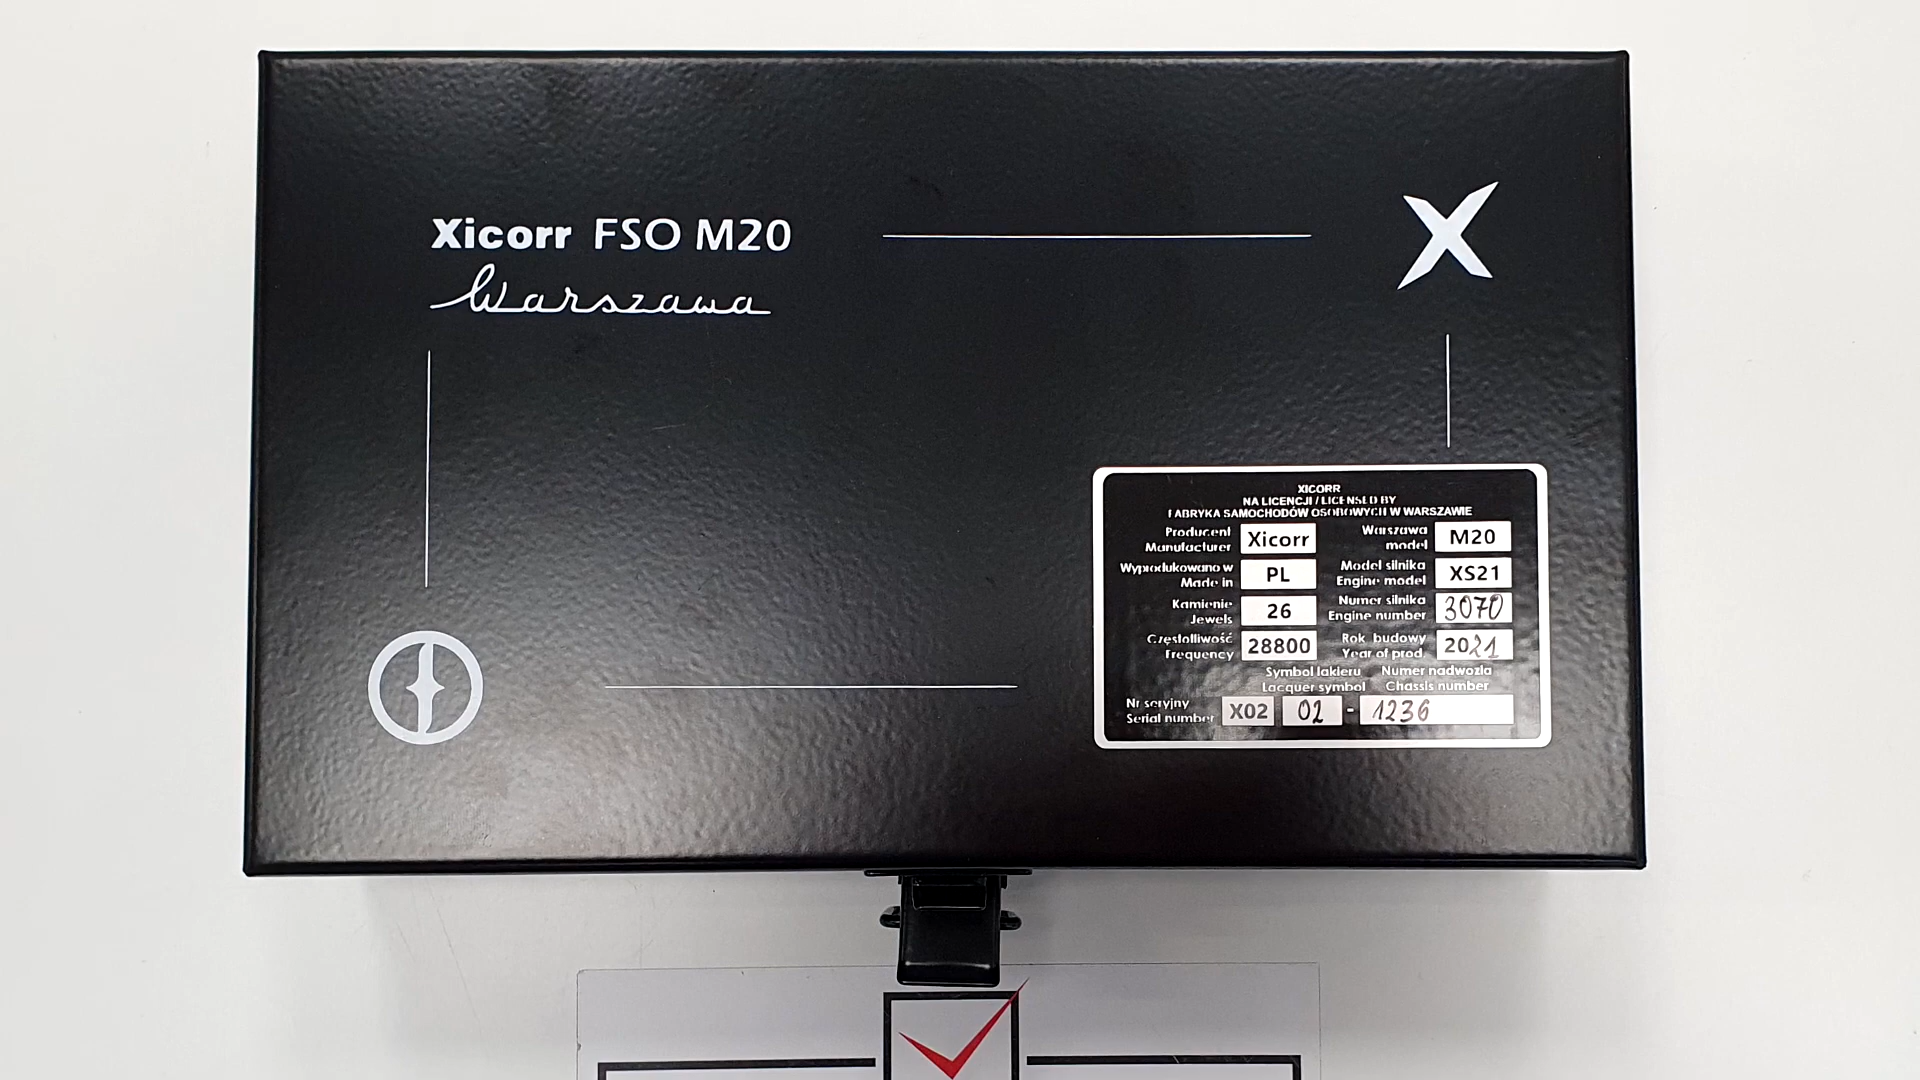 Xicorr FSO M20
Warszawa
X
XICORR
NA LICENCJI / LICENSED BY
FABRYKA SAMOCHODÓW OSOBOWYCH W WARSZAWIE
Producent
Manufacturer
Xicorr
Warszawa
model
M20
Wyprodukowano w
Made in
PL
Model silnika
Engine model
XS21
Kamienie
Jewels
26
Numer silnika
Engine number
3070
Częstotliwość
Frequency
28800
Rok budowy
Year of prod.
2021
Symbol lakieru
Lacquer symbol
Numer nadwozia
Chassis number
Nr seryjny
Serial number
X02 02 - 1236